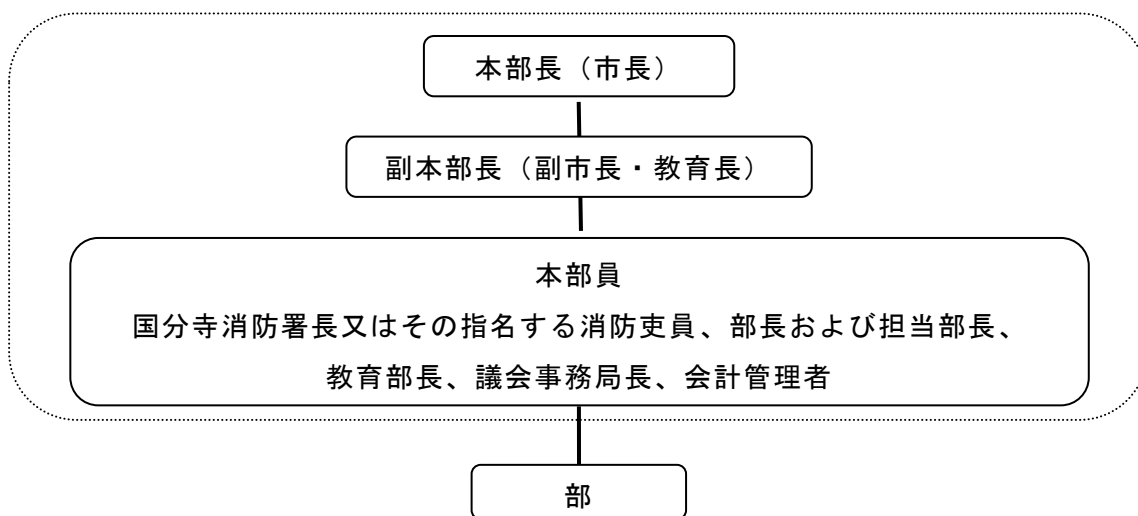 本部長（市長）
副本部長（副市長・教育長）
本部員
国分寺消防署長又はその指名する消防吏員、部長および担当部長、
教育部長、議会事務局長、会計管理者
部